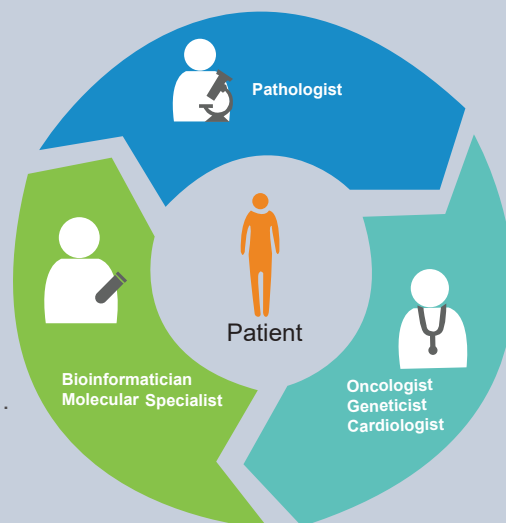 Pathologist
Patient
Bioinformatician
Molecular Specialist
Oncologist
Geneticist
Cardiologist
.